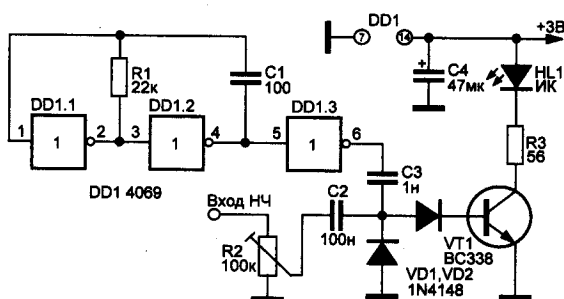 DD1
+3В
7
14
R1
22к
C1
100
C4
47мк
+
HL1
ИК
DD1.1
DD1.2
DD1.3
1
1
2
3
1
4
5
1
6
R3
56
DD1 4069
C3
1н
Вход НЧ
C2
100н
R2
100к
VT1
BC338
VD1,VD2
1N4148